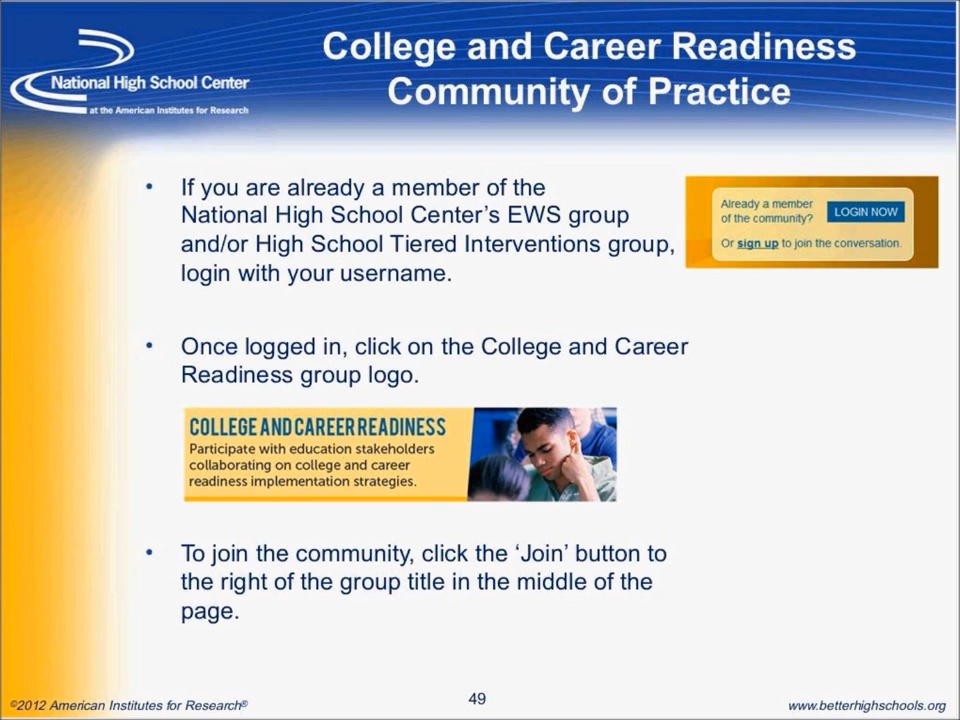 College and Career Readiness
Community of Practice
National High School Center
at the American Institutes for Research
• If you are already a member of the
National High School Center’s EWS group
and/or High School Tiered Interventions group,
login with your username.
Already a member
of the community?
LOGIN NOW
Or sign up to join the conversation.
• Once logged in, click on the College and Career
Readiness group logo.
COLLEGE AND CAREER READINESS
Participate with education stakeholders
collaborating on college and career
readiness implementation strategies.
• To join the community, click the ‘Join’ button to
the right of the group title in the middle of the
page.
©2012 American Institutes for Research®
49
www.betterhighschools.org